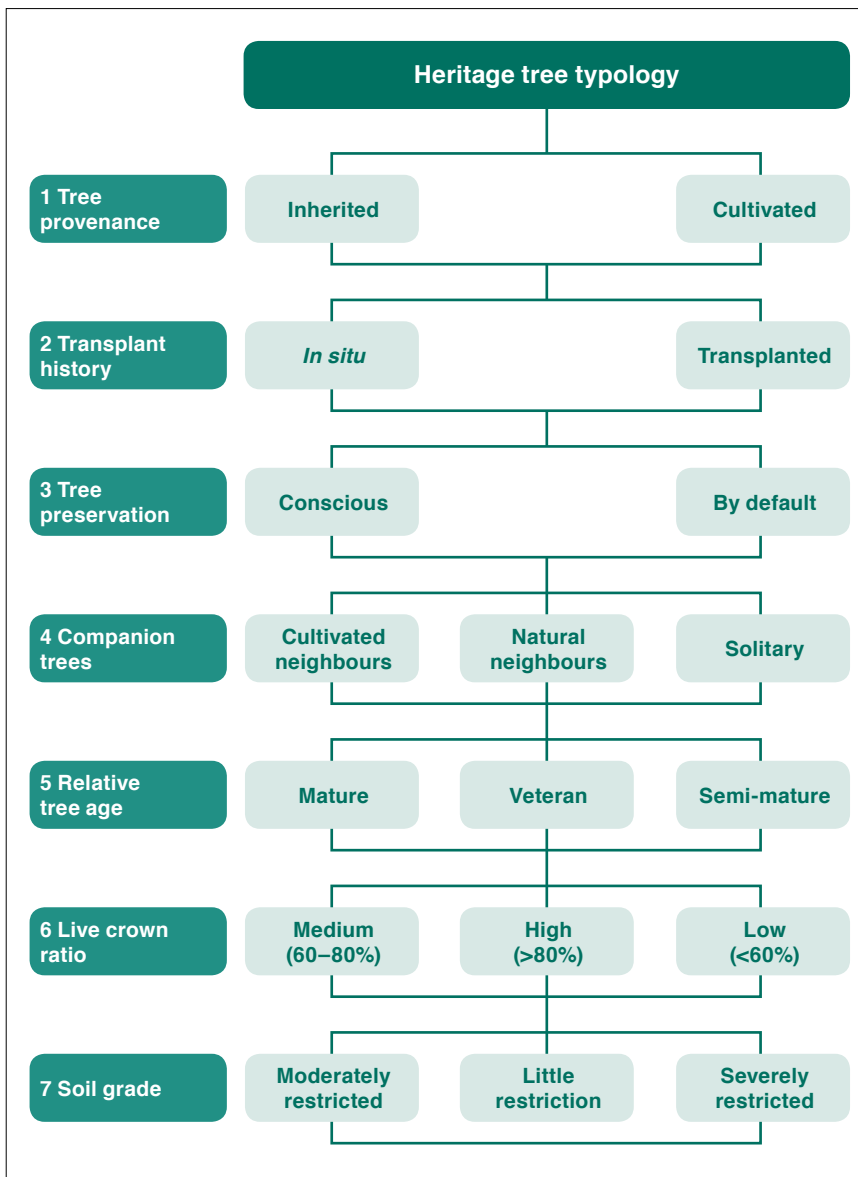 Heritage tree typology
1 Tree
provenance
Inherited
Cultivated
2 Transplant
history
In situ
Transplanted
3 Tree
preservation
Conscious
By default
4 Companion
trees
Cultivated
neighbours
Natural
neighbours
Solitary
5 Relative
tree age
Mature
Veteran
Semi-mature
6 Live crown
ratio
Medium
(60–80%)
High
(>80%)
Low
(<60%)
7 Soil grade
Moderately
restricted
Little
restriction
Severely
restricted